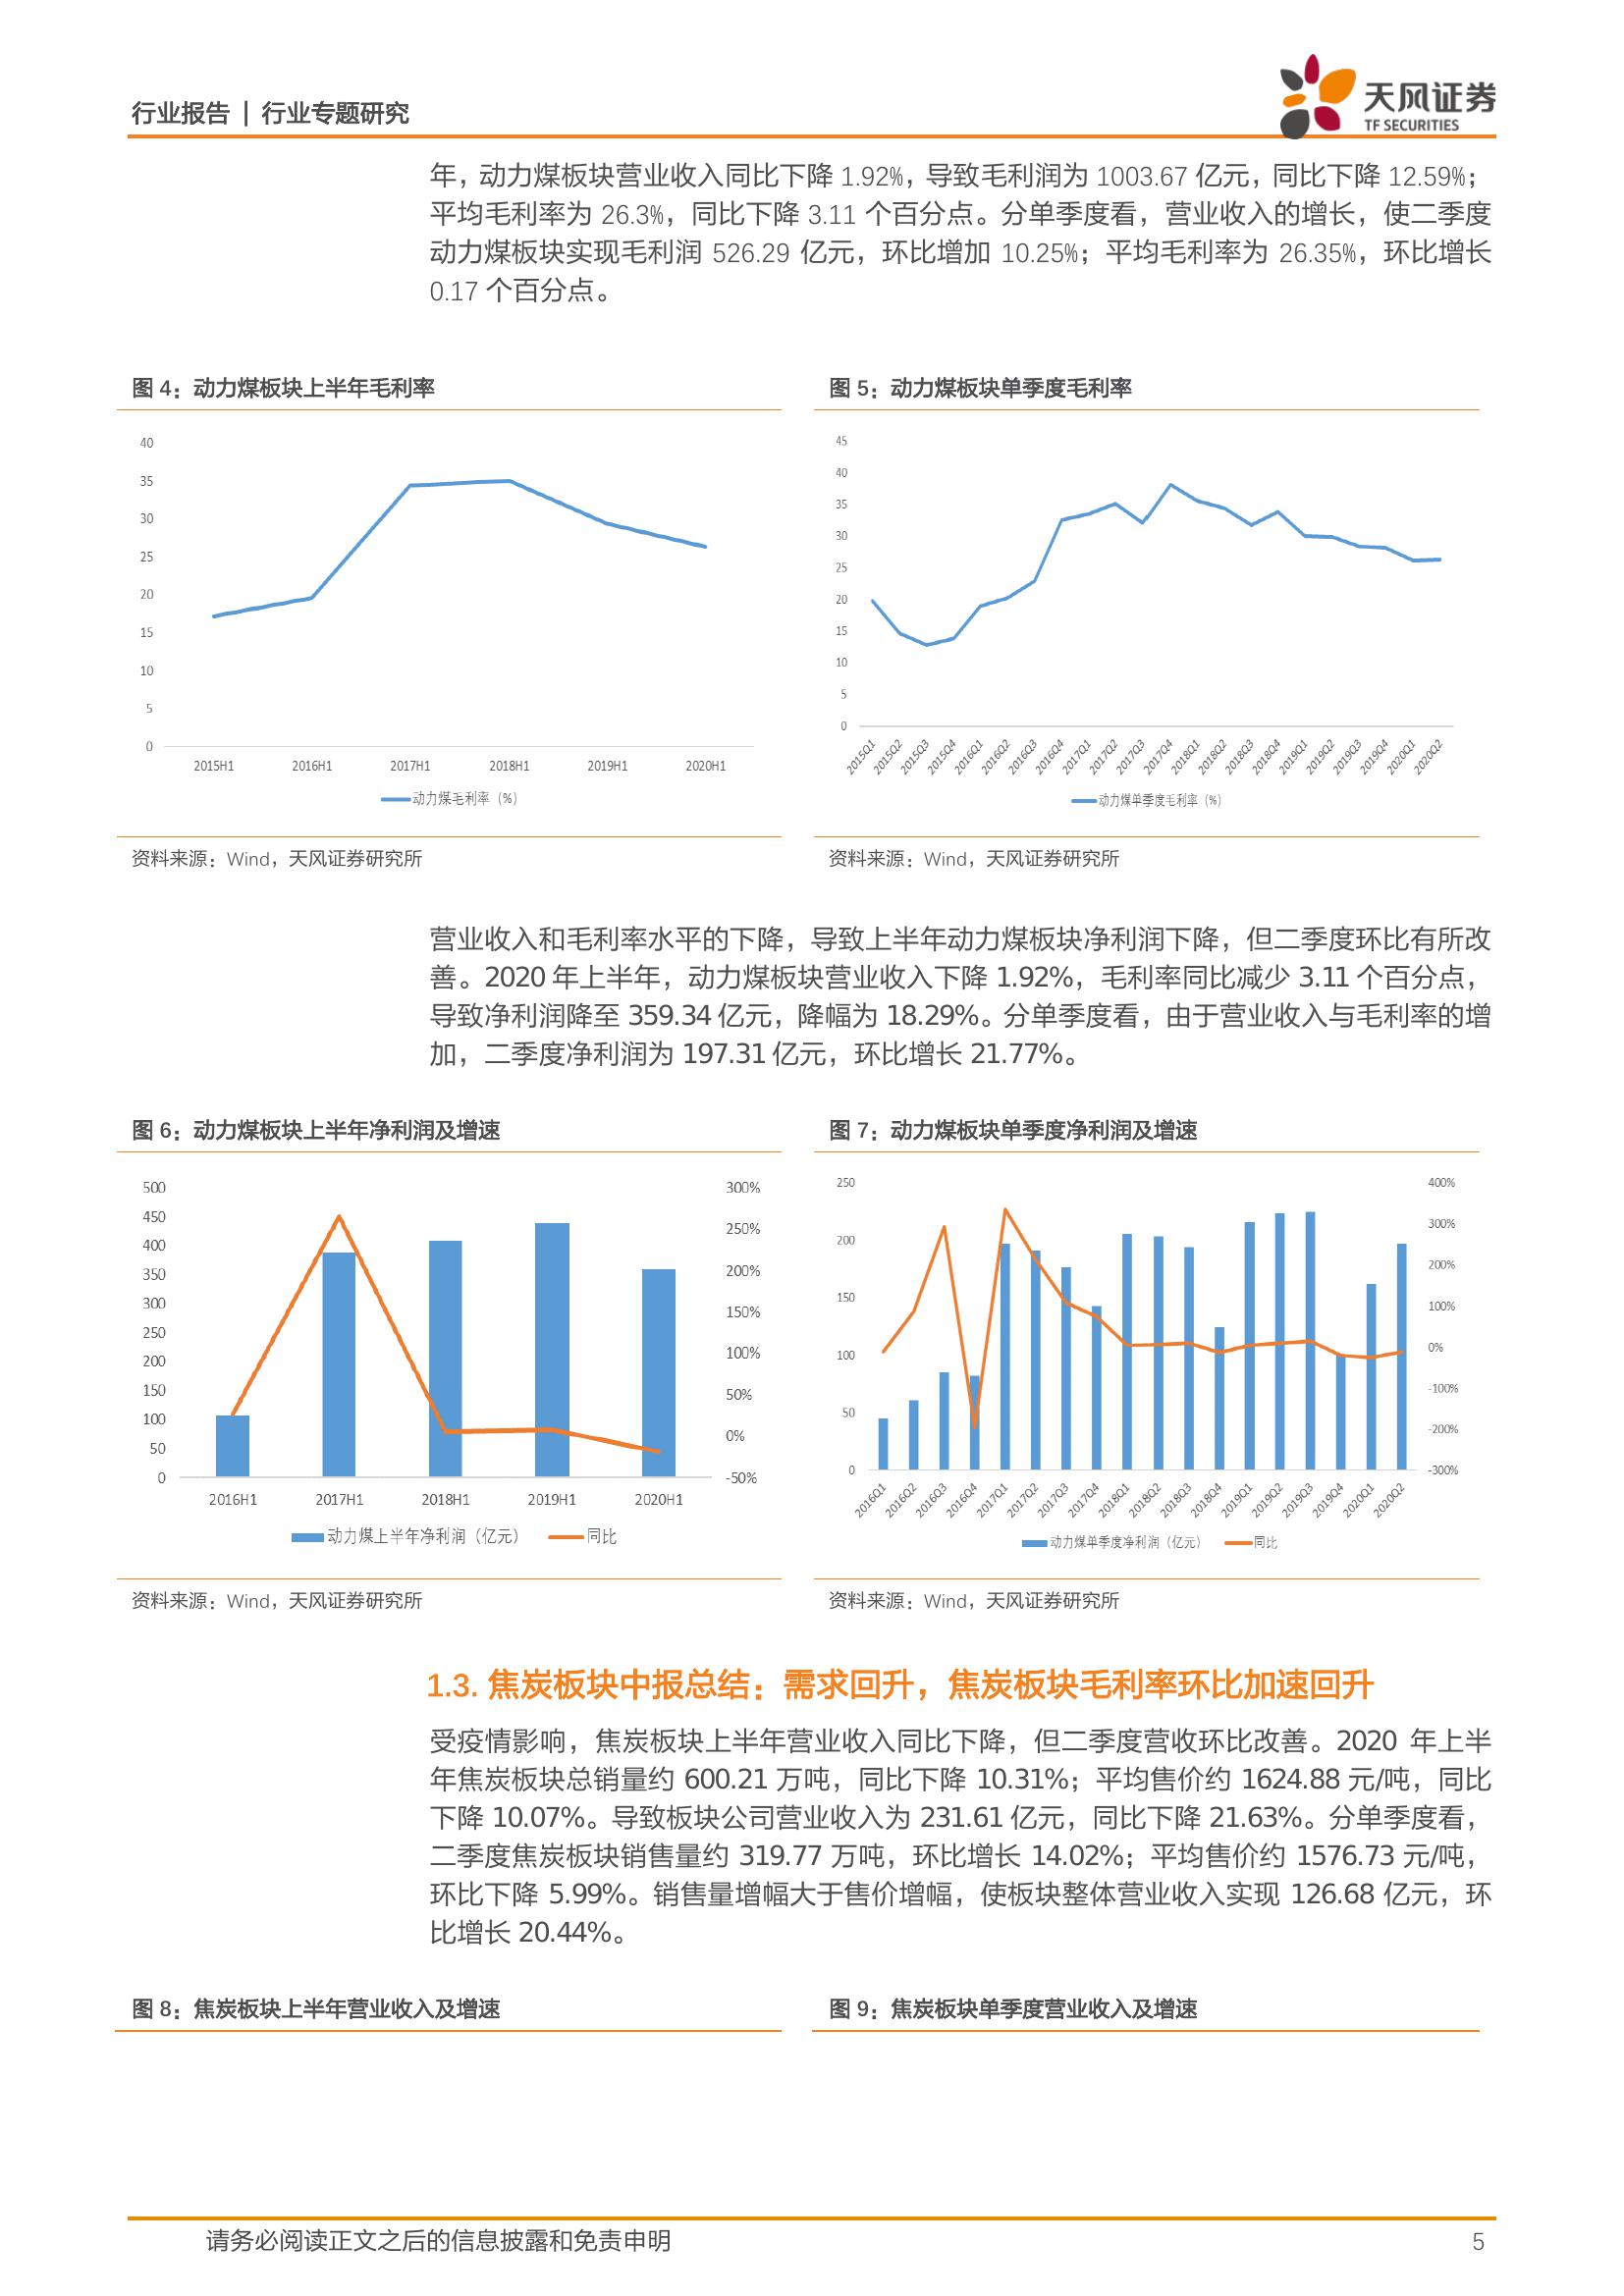 行业报告 | 行业专题研究
天风证券
TF SECURITIES
年，动力煤板块营业收入同比下降 1.92%，导致毛利润为 1003.67 亿元，同比下降 12.59%；
平均毛利率为 26.3%，同比下降 3.11 个百分点。分单季度看，营业收入的增长，使二季度
动力煤板块实现毛利润 526.29 亿元，环比增加 10.25%；平均毛利率为 26.35%，环比增长
0.17 个百分点。
图 4：动力煤板块上半年毛利率
40
35
30
25
20
15
10
5
0
2015H1 2016H1 2017H1 2018H1 2019H1 2020H1
动力煤毛利率（%）
资料来源：Wind，天风证券研究所
图 5：动力煤板块单季度毛利率
45
40
35
30
25
20
15
10
5
0
2015Q1 2015Q2 2015Q3 2015Q4 2016Q1 2016Q2 2016Q3 2016Q4 2017Q1 2017Q2 2017Q3 2017Q4 2018Q1 2018Q2 2018Q3 2018Q4 2019Q1 2019Q2 2019Q3 2019Q4 2020Q1 2020Q2
动力煤单季度毛利率（%）
资料来源：Wind，天风证券研究所
营业收入和毛利率水平的下降，导致上半年动力煤板块净利润下降，但二季度环比有所改
善。2020 年上半年，动力煤板块营业收入下降 1.92%，毛利率同比减少 3.11 个百分点，
导致净利润降至 359.34 亿元，降幅为 18.29%。分单季度看，由于营业收入与毛利率的增
加，二季度净利润为 197.31 亿元，环比增长 21.77%。
图 6：动力煤板块上半年净利润及增速
500
450
400
350
300
250
200
150
100
50
0
300%
250%
200%
150%
100%
50%
0%
-50%
2016H1 2017H1 2018H1 2019H1 2020H1
动力煤上半年净利润（亿元） 同比
资料来源：Wind，天风证券研究所
图 7：动力煤板块单季度净利润及增速
250
200
150
100
50
0
400%
300%
200%
100%
0%
-100%
-200%
-300%
2016Q1 2016Q2 2016Q3 2016Q4 2017Q1 2017Q2 2017Q3 2017Q4 2018Q1 2018Q2 2018Q3 2018Q4 2019Q1 2019Q2 2019Q3 2019Q4 2020Q1 2020Q2
动力煤单季度净利润（亿元） 同比
资料来源：Wind，天风证券研究所
1.3. 焦炭板块中报总结：需求回升，焦炭板块毛利率环比加速回升
受疫情影响，焦炭板块上半年营业收入同比下降，但二季度营收环比改善。2020 年上半
年焦炭板块总销量约 600.21 万吨，同比下降 10.31%；平均售价约 1624.88 元/吨，同比
下降 10.07%。导致板块公司营业收入为 231.61 亿元，同比下降 21.63%。分单季度看，
二季度焦炭板块销售量约 319.77 万吨，环比增长 14.02%；平均售价约 1576.73 元/吨，
环比下降 5.99%。销售量增幅大于售价增幅，使板块整体营业收入实现 126.68 亿元，环
比增长 20.44%。
图 8：焦炭板块上半年营业收入及增速
图 9：焦炭板块单季度营业收入及增速
请务必阅读正文之后的信息披露和免责申明
5